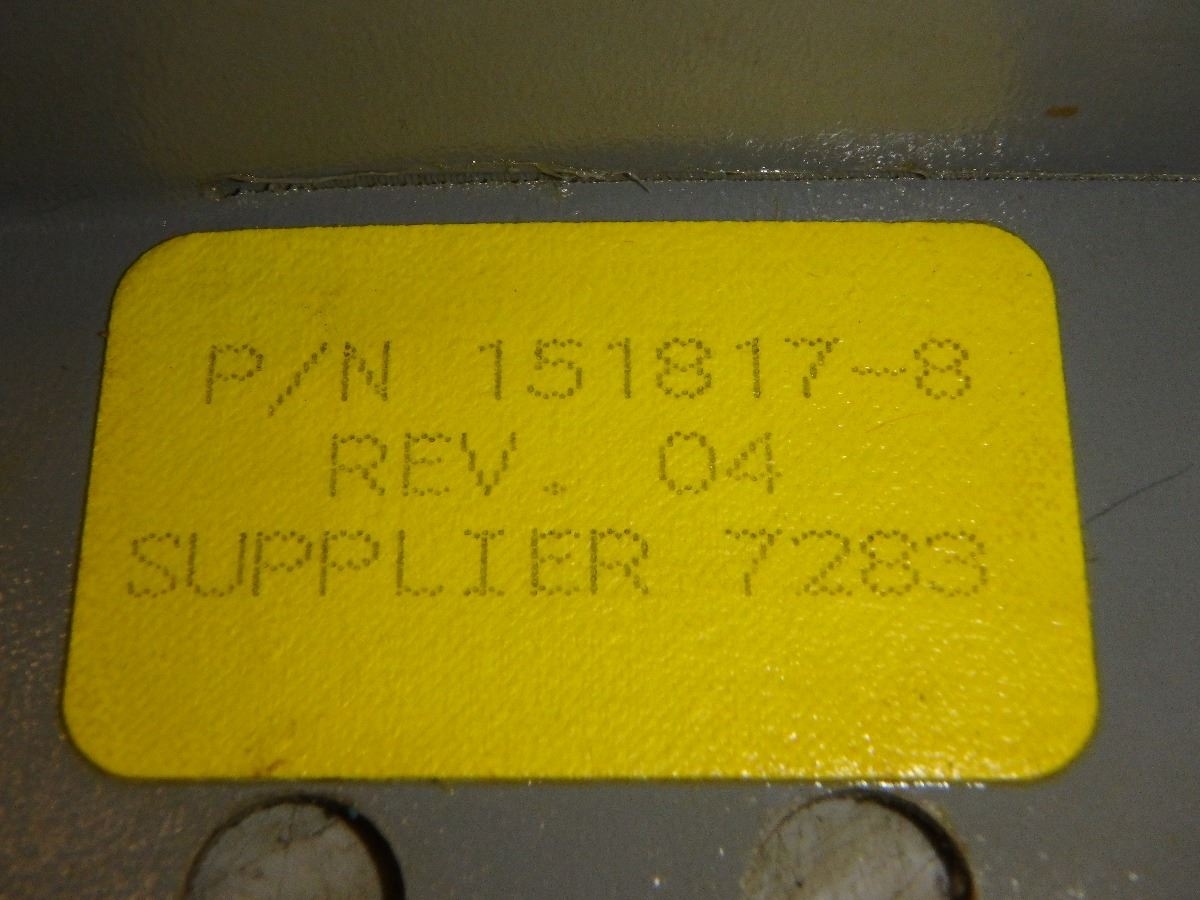 P/N 151817-8
REV. 04
SUPPLIER 7283